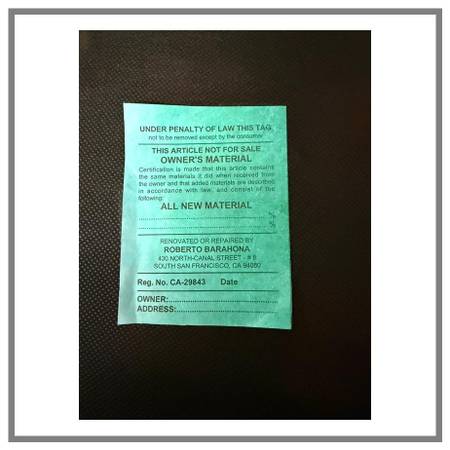 UNDER PENALTY OF LAW THIS TAG
not to be removed except by the consumer
THIS ARTICLE NOT FOR SALE
OWNER'S MATERIAL
Certification is made that this article contains
the same materials it did when received from
the owner and that added materials are described
in accordance with law, and consist of the
following:
ALL NEW MATERIAL
RENOVATED OR REPAIRED BY
ROBERTO BARAHONA
430 NORTH-CANAL STREET - # 8
SOUTH SAN FRANCISCO, CA 94080
Reg. No. CA-29843 Date
OWNER:
ADDRESS: